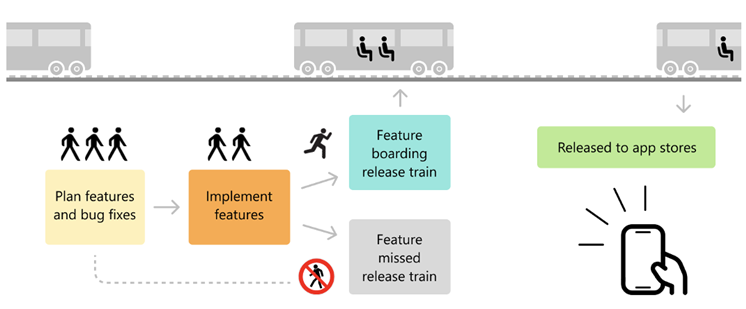 Plan features
and bug fixes
Implement
features
Feature
boarding
release train
Feature
missed
release train
Released to app stores